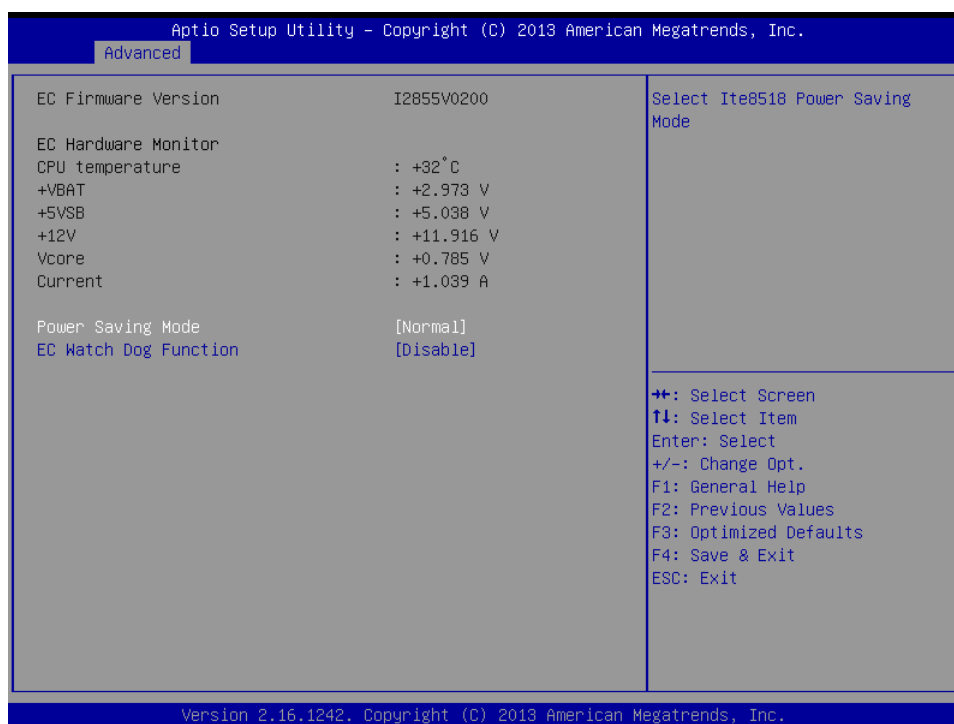 Aptio Setup Utility – Copyright (C) 2013 American Megatrends, Inc.
Advanced
EC Firmware Version I2855V0200
EC Hardware Monitor
CPU temperature : +32°C
+VBAT : +2.973 V
+5VSB : +5.038 V
+12V : +11.916 V
Vcore : +0.785 V
Current : +1.039 A
Power Saving Mode [Normal]
EC Watch Dog Function [Disable]
Select Ite8518 Power Saving
Mode
→←: Select Screen
↑↓: Select Item
Enter: Select
+/-: Change Opt.
F1: General Help
F2: Previous Values
F3: Optimized Defaults
F4: Save & Exit
ESC: Exit
Version 2.16.1242. Copyright (C) 2013 American Megatrends, Inc.